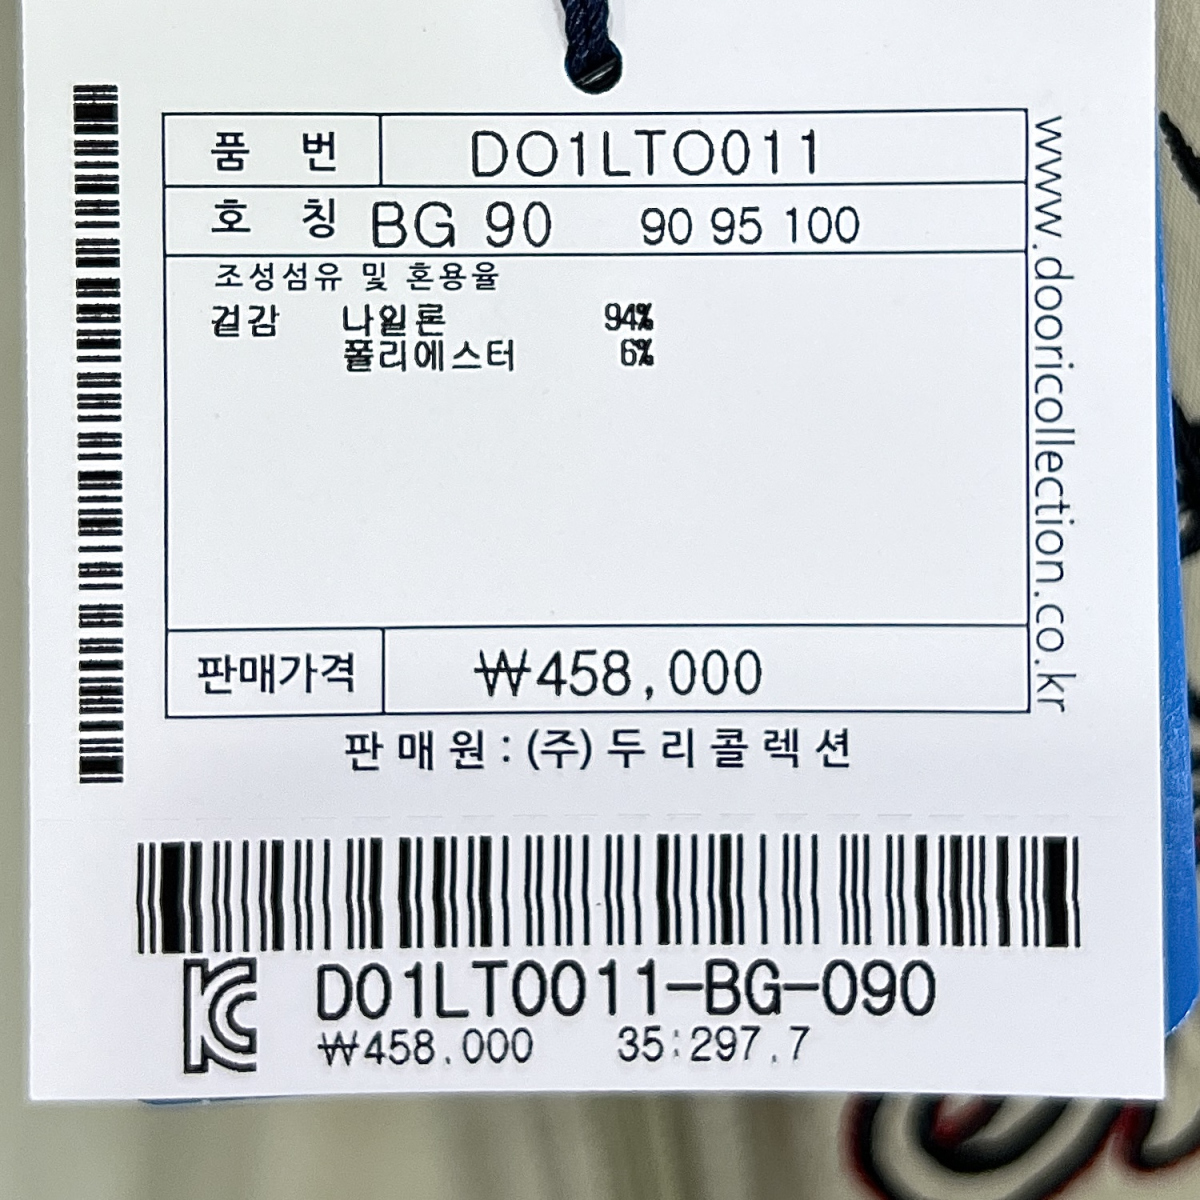 품 번 DO1LTO011
호 칭 BG 90 90 95 100
조성섬유 및 혼용율
겉감 나일론 94%
폴리에스터 6%
판매가격 ₩458,000
판매원:(주)두리콜렉션
www.dooricollection.co.kr
KC
DO1LTO011-BG-090
₩458,000 35:297.7